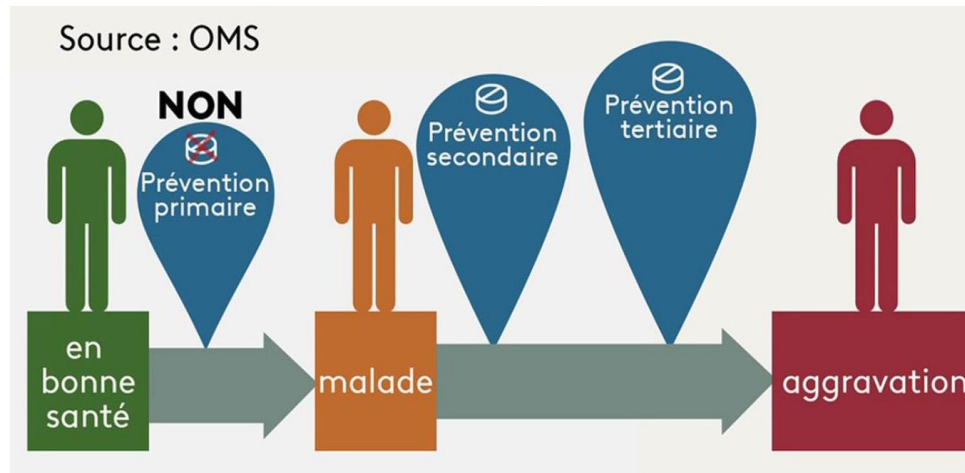 Source : OMS
NON
Prévention
primaire
Prévention
secondaire
Prévention
tertiaire
en
bonne
santé
malade
aggravation